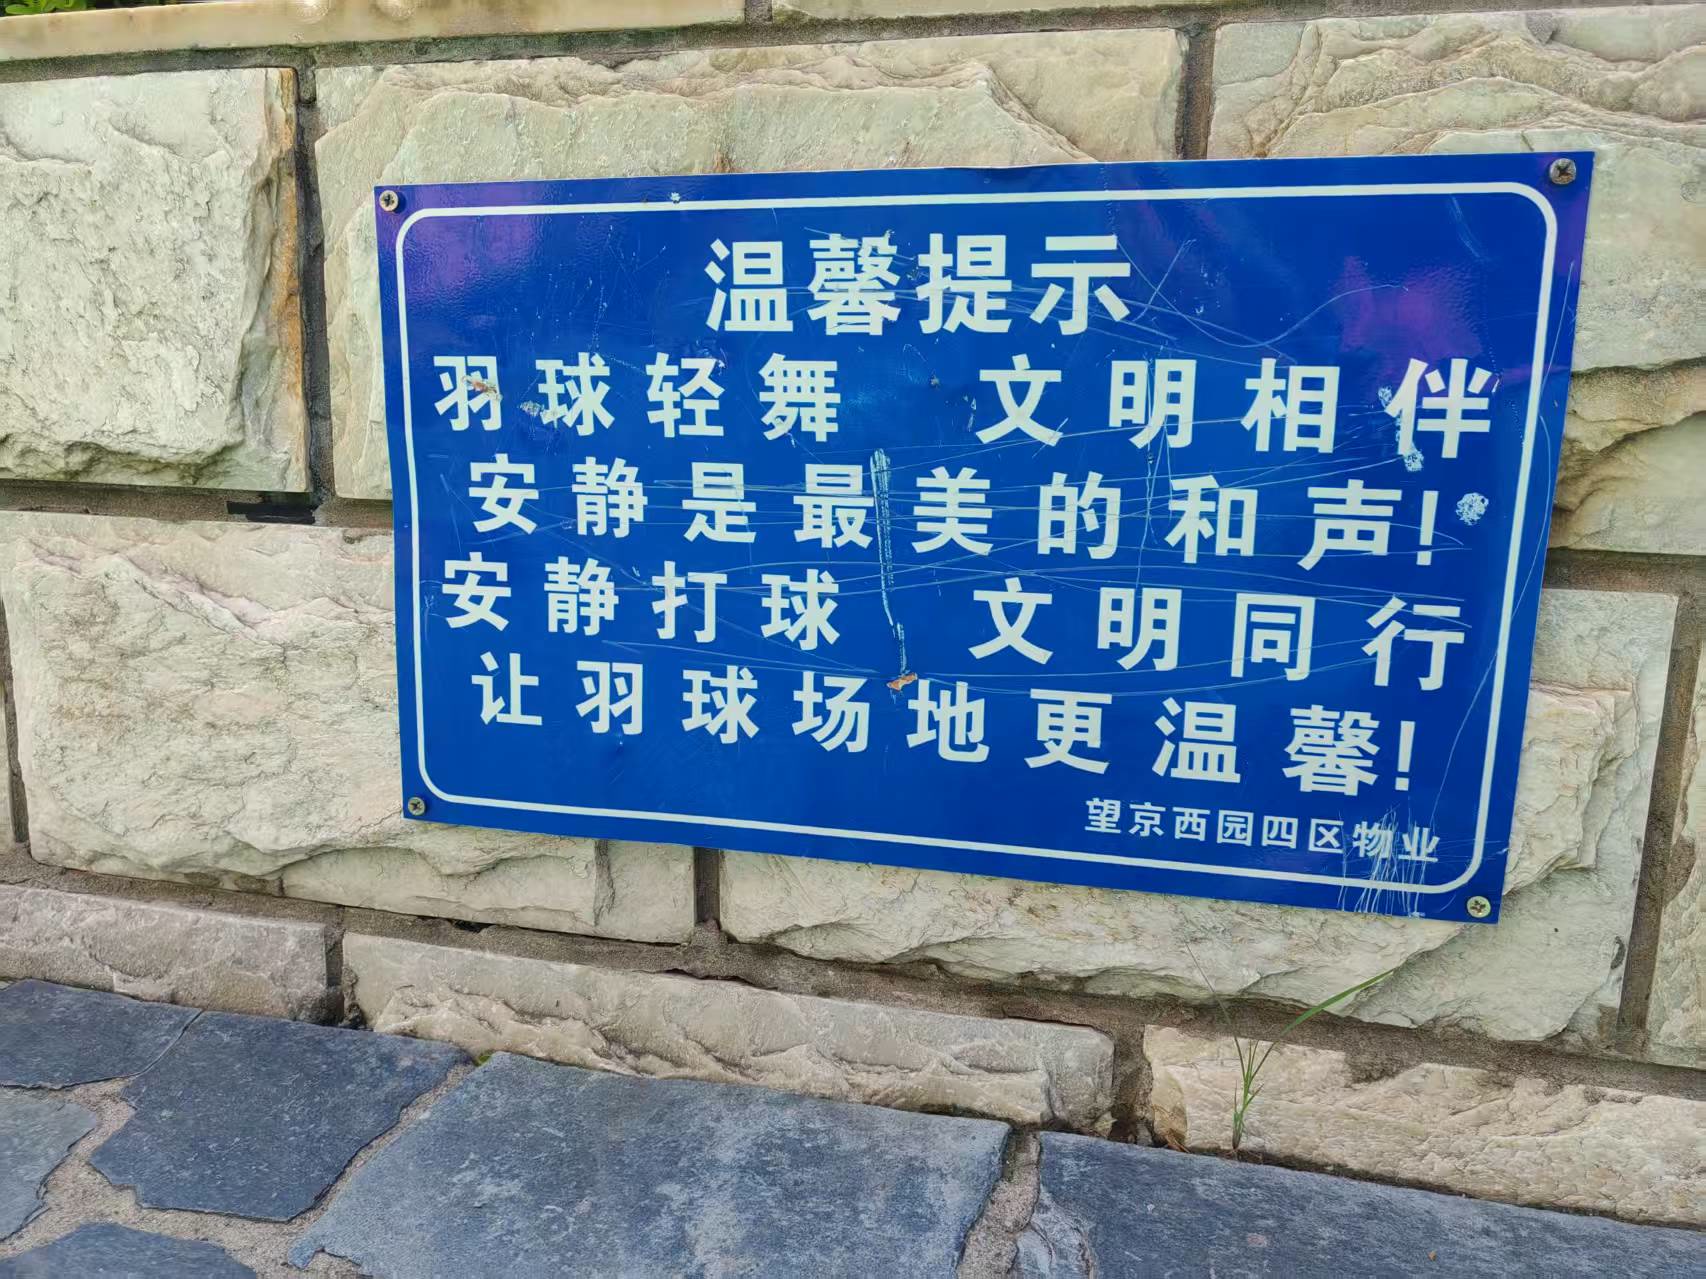 温馨提示
羽球轻舞 文明相伴
安静是最美的和声!
安静打球 文明同行
让羽球场地更温馨!
望京西园四区物业